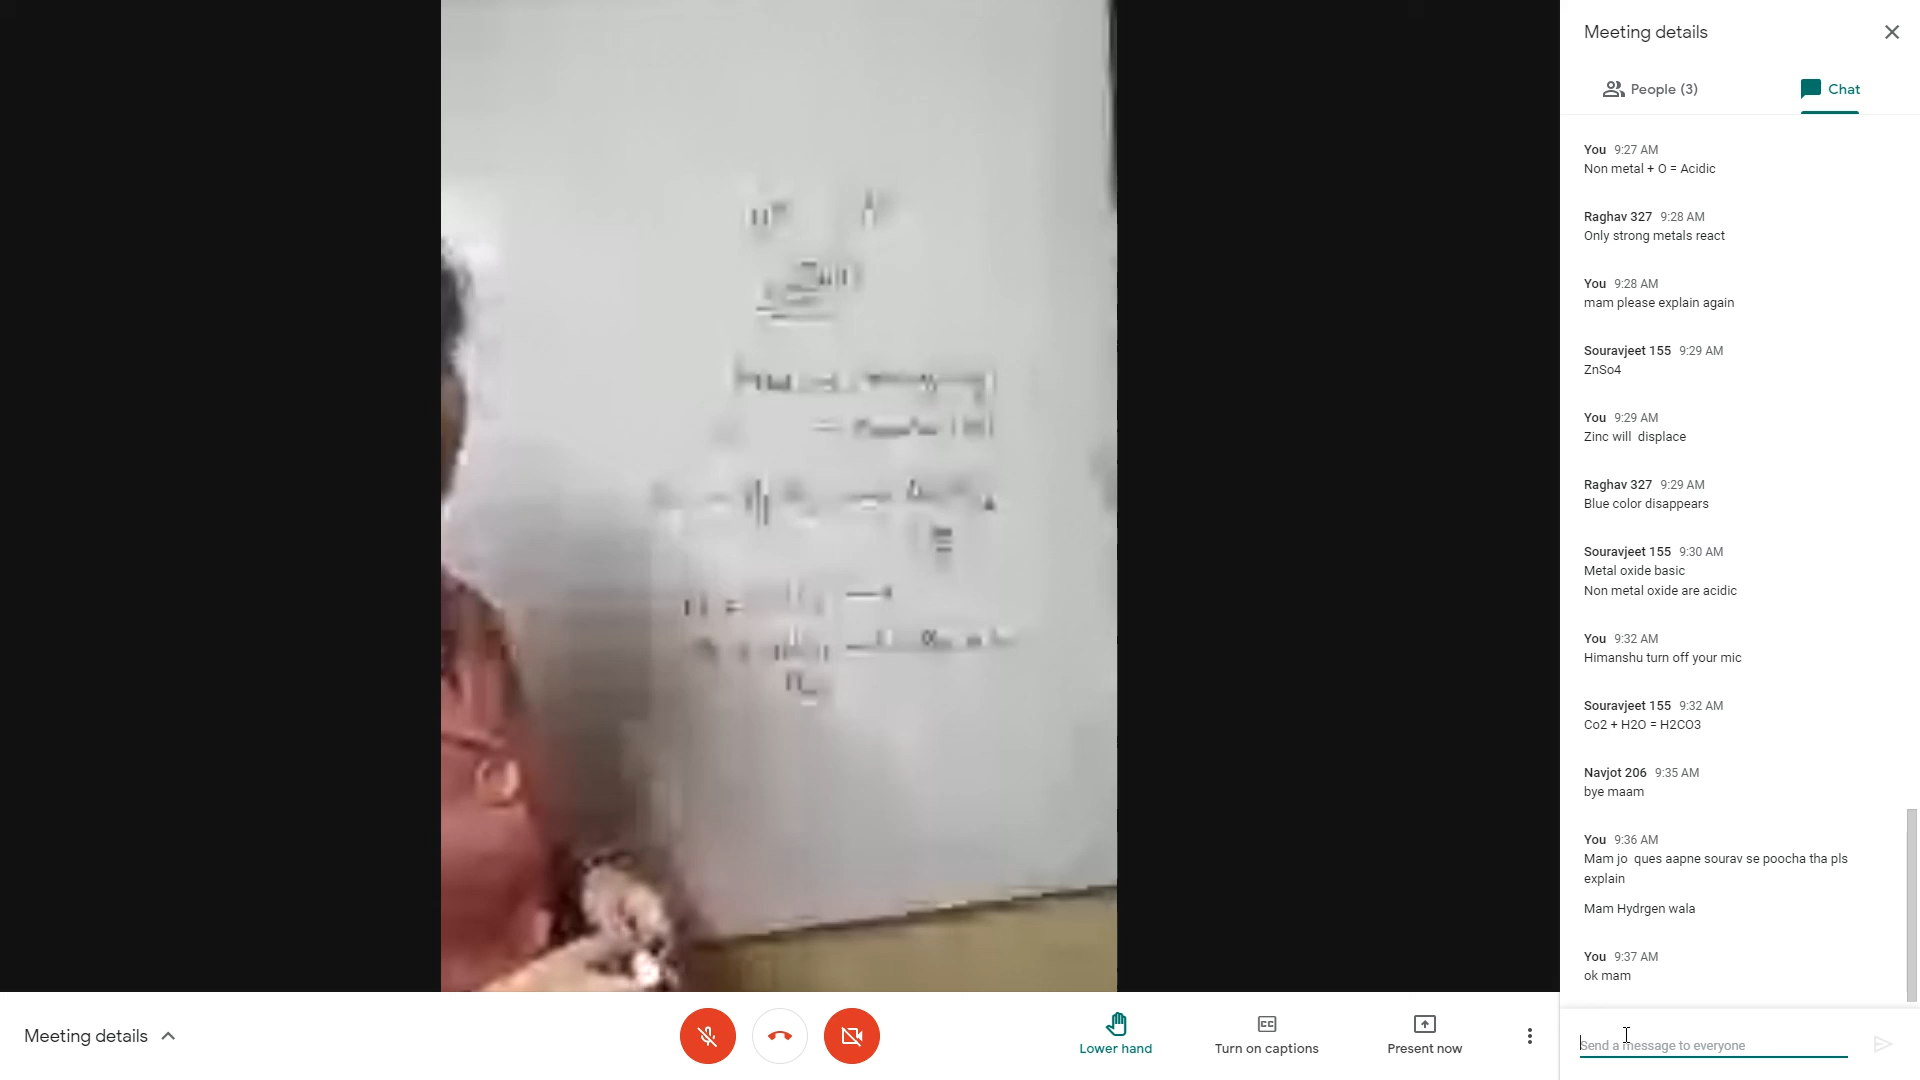 Meeting details
People (3)
Chat
You 9:27 AM
Non metal + O = Acidic
Raghav 327 9:28 AM
Only strong metals react
You 9:28 AM
mam please explain again
Souravjeet 155 9:29 AM
ZnSo4
You 9:29 AM
Zinc will displace
Raghav 327 9:29 AM
Blue color disappears
Souravjeet 155 9:30 AM
Metal oxide basic
Non metal oxide are acidic
You 9:32 AM
Himanshu turn off your mic
Souravjeet 155 9:32 AM
Co2 + H2O = H2CO3
Navjot 206 9:35 AM
bye maam
You 9:36 AM
Mam jo ques aapne sourav se poocha tha pls
explain
Mam Hydrgen wala
You 9:37 AM
ok mam
Send a message to everyone
Meeting details
Lower hand
CC
Turn on captions
Present now